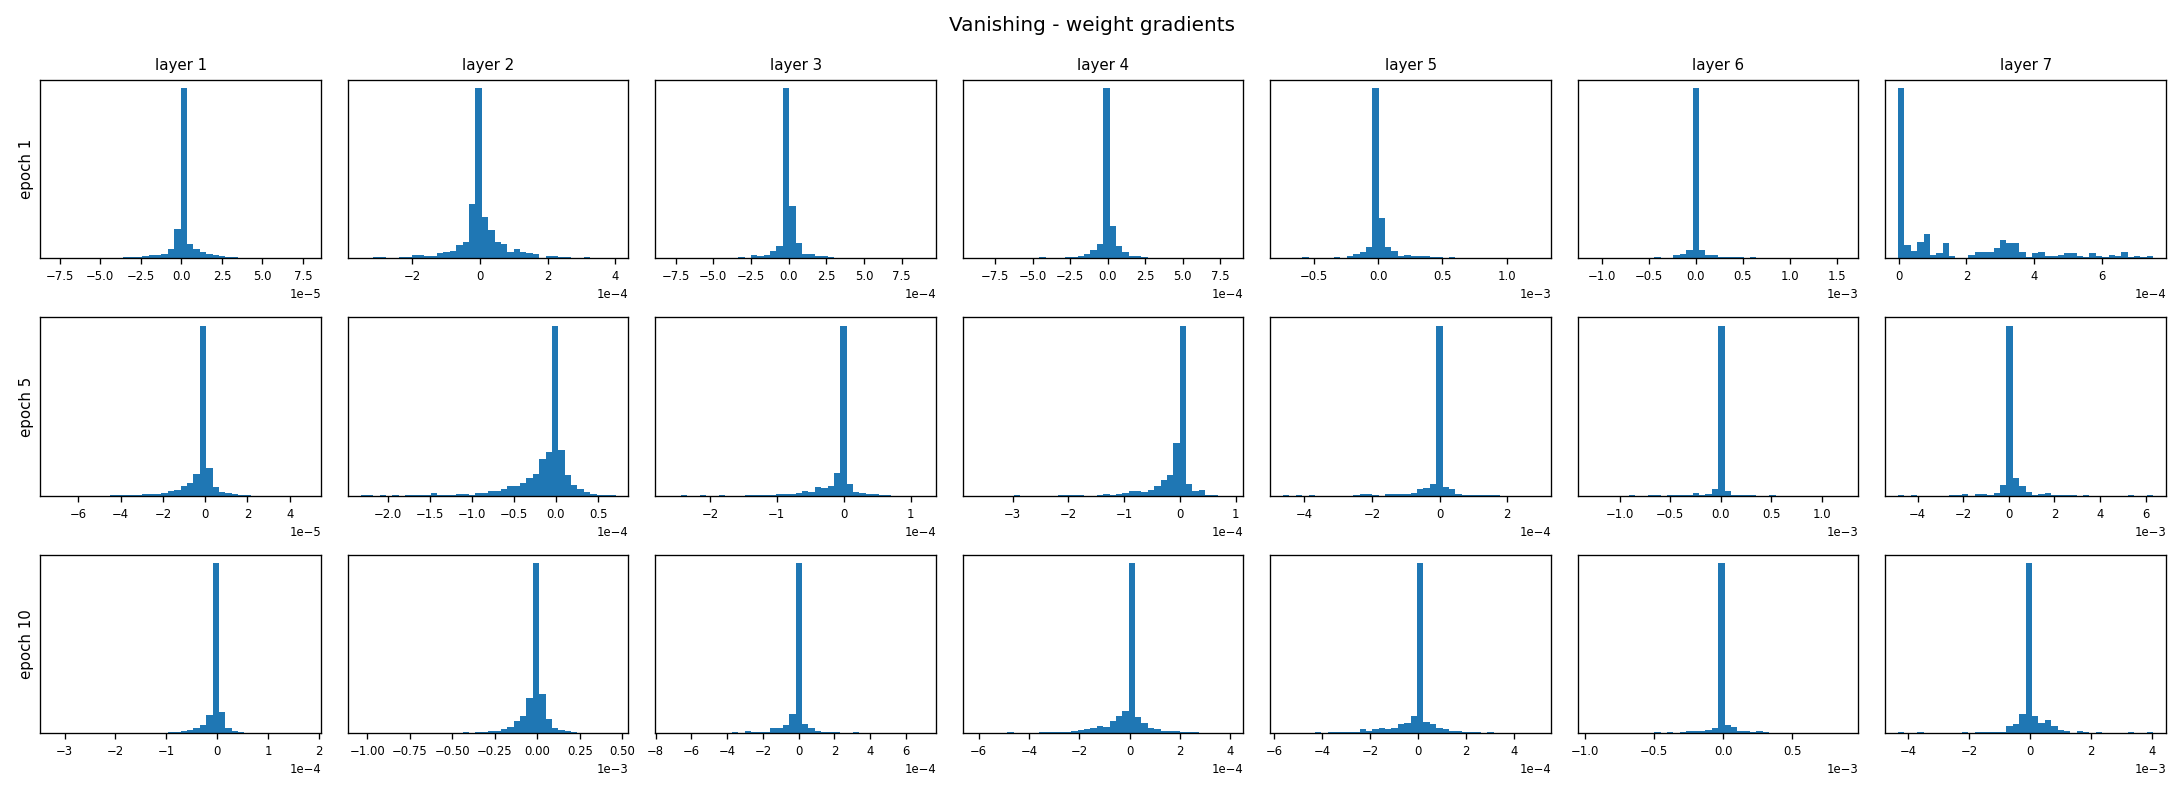 Vanishing - weight gradients
layer 1 layer 2 layer 3 layer 4 layer 5 layer 6 layer 7
epoch 1
−7.5 −5.0 −2.5 0.0 2.5 5.0 7.5 −2 0 2 4 −7.5 −5.0 −2.5 0.0 2.5 5.0 7.5 −7.5 −5.0 −2.5 0.0 2.5 5.0 7.5 −0.5 0.0 0.5 1.0 −1.0 −0.5 0.0 0.5 1.0 1.5 0 2 4 6
1e−5 1e−4 1e−4 1e−4 1e−3 1e−3 1e−4
epoch 5
−6 −4 −2 0 2 4 −2.0 −1.5 −1.0 −0.5 0.0 0.5 −2 −1 0 1 −3 −2 −1 0 1 −4 −2 0 2 −1.0 −0.5 0.0 0.5 1.0 −4 −2 0 2 4 6
1e−5 1e−4 1e−4 1e−4 1e−4 1e−3 1e−3
epoch 10
−3 −2 −1 0 1 2 −1.00 −0.75 −0.50 −0.25 0.00 0.25 0.50 −8 −6 −4 −2 0 2 4 6 −6 −4 −2 0 2 4 −6 −4 −2 0 2 4 −1.0 −0.5 0.0 0.5 −4 −2 0 2 4
1e−4 1e−3 1e−4 1e−4 1e−4 1e−3 1e−3